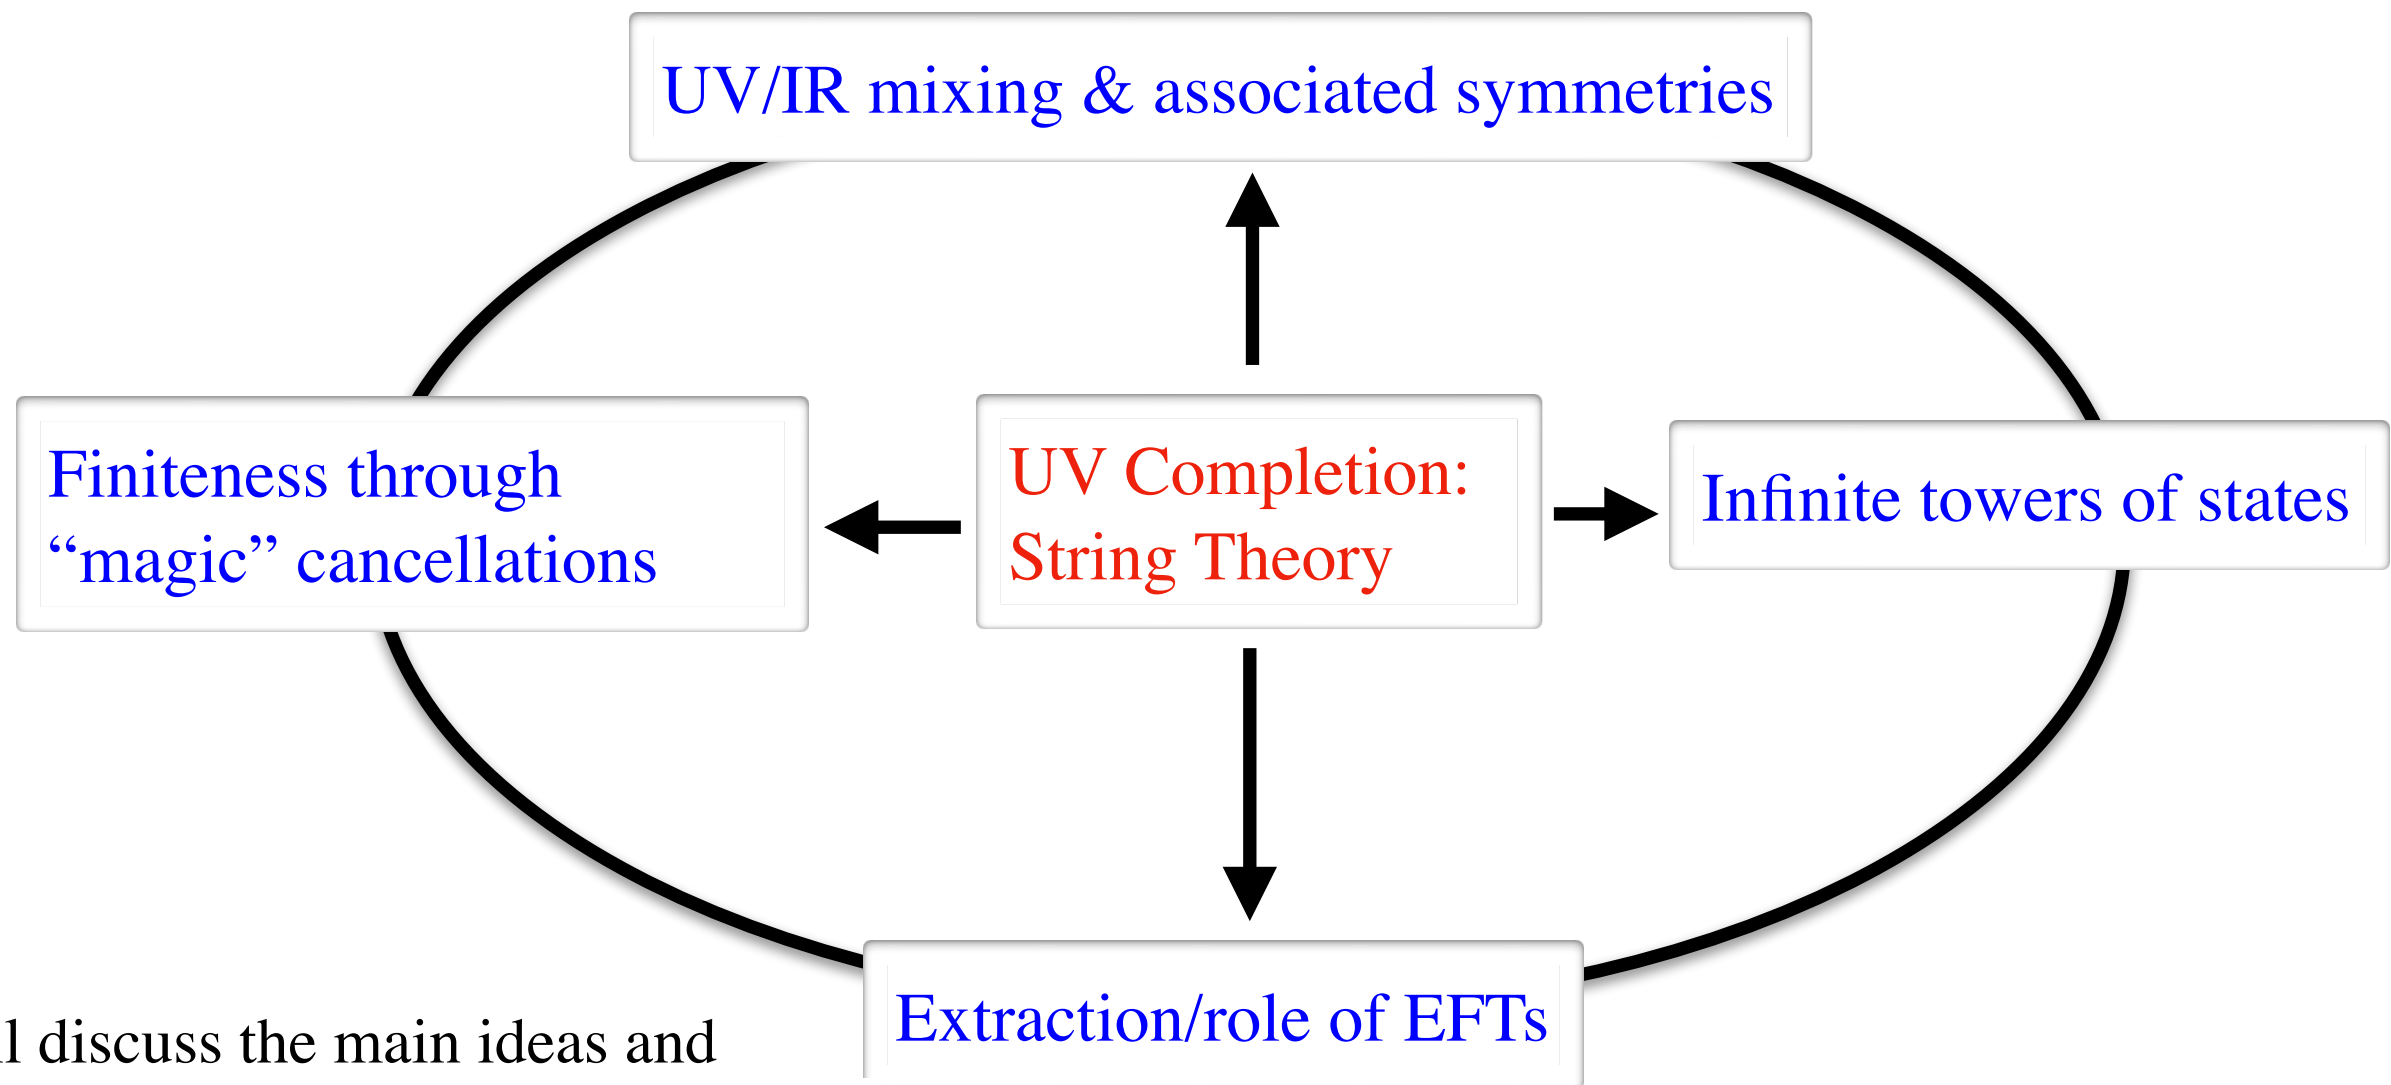 UV/IR mixing & associated symmetries
Finiteness through
“magic” cancellations
UV Completion:
String Theory
Infinite towers of states
Extraction/role of EFTs
discuss the main ideas and